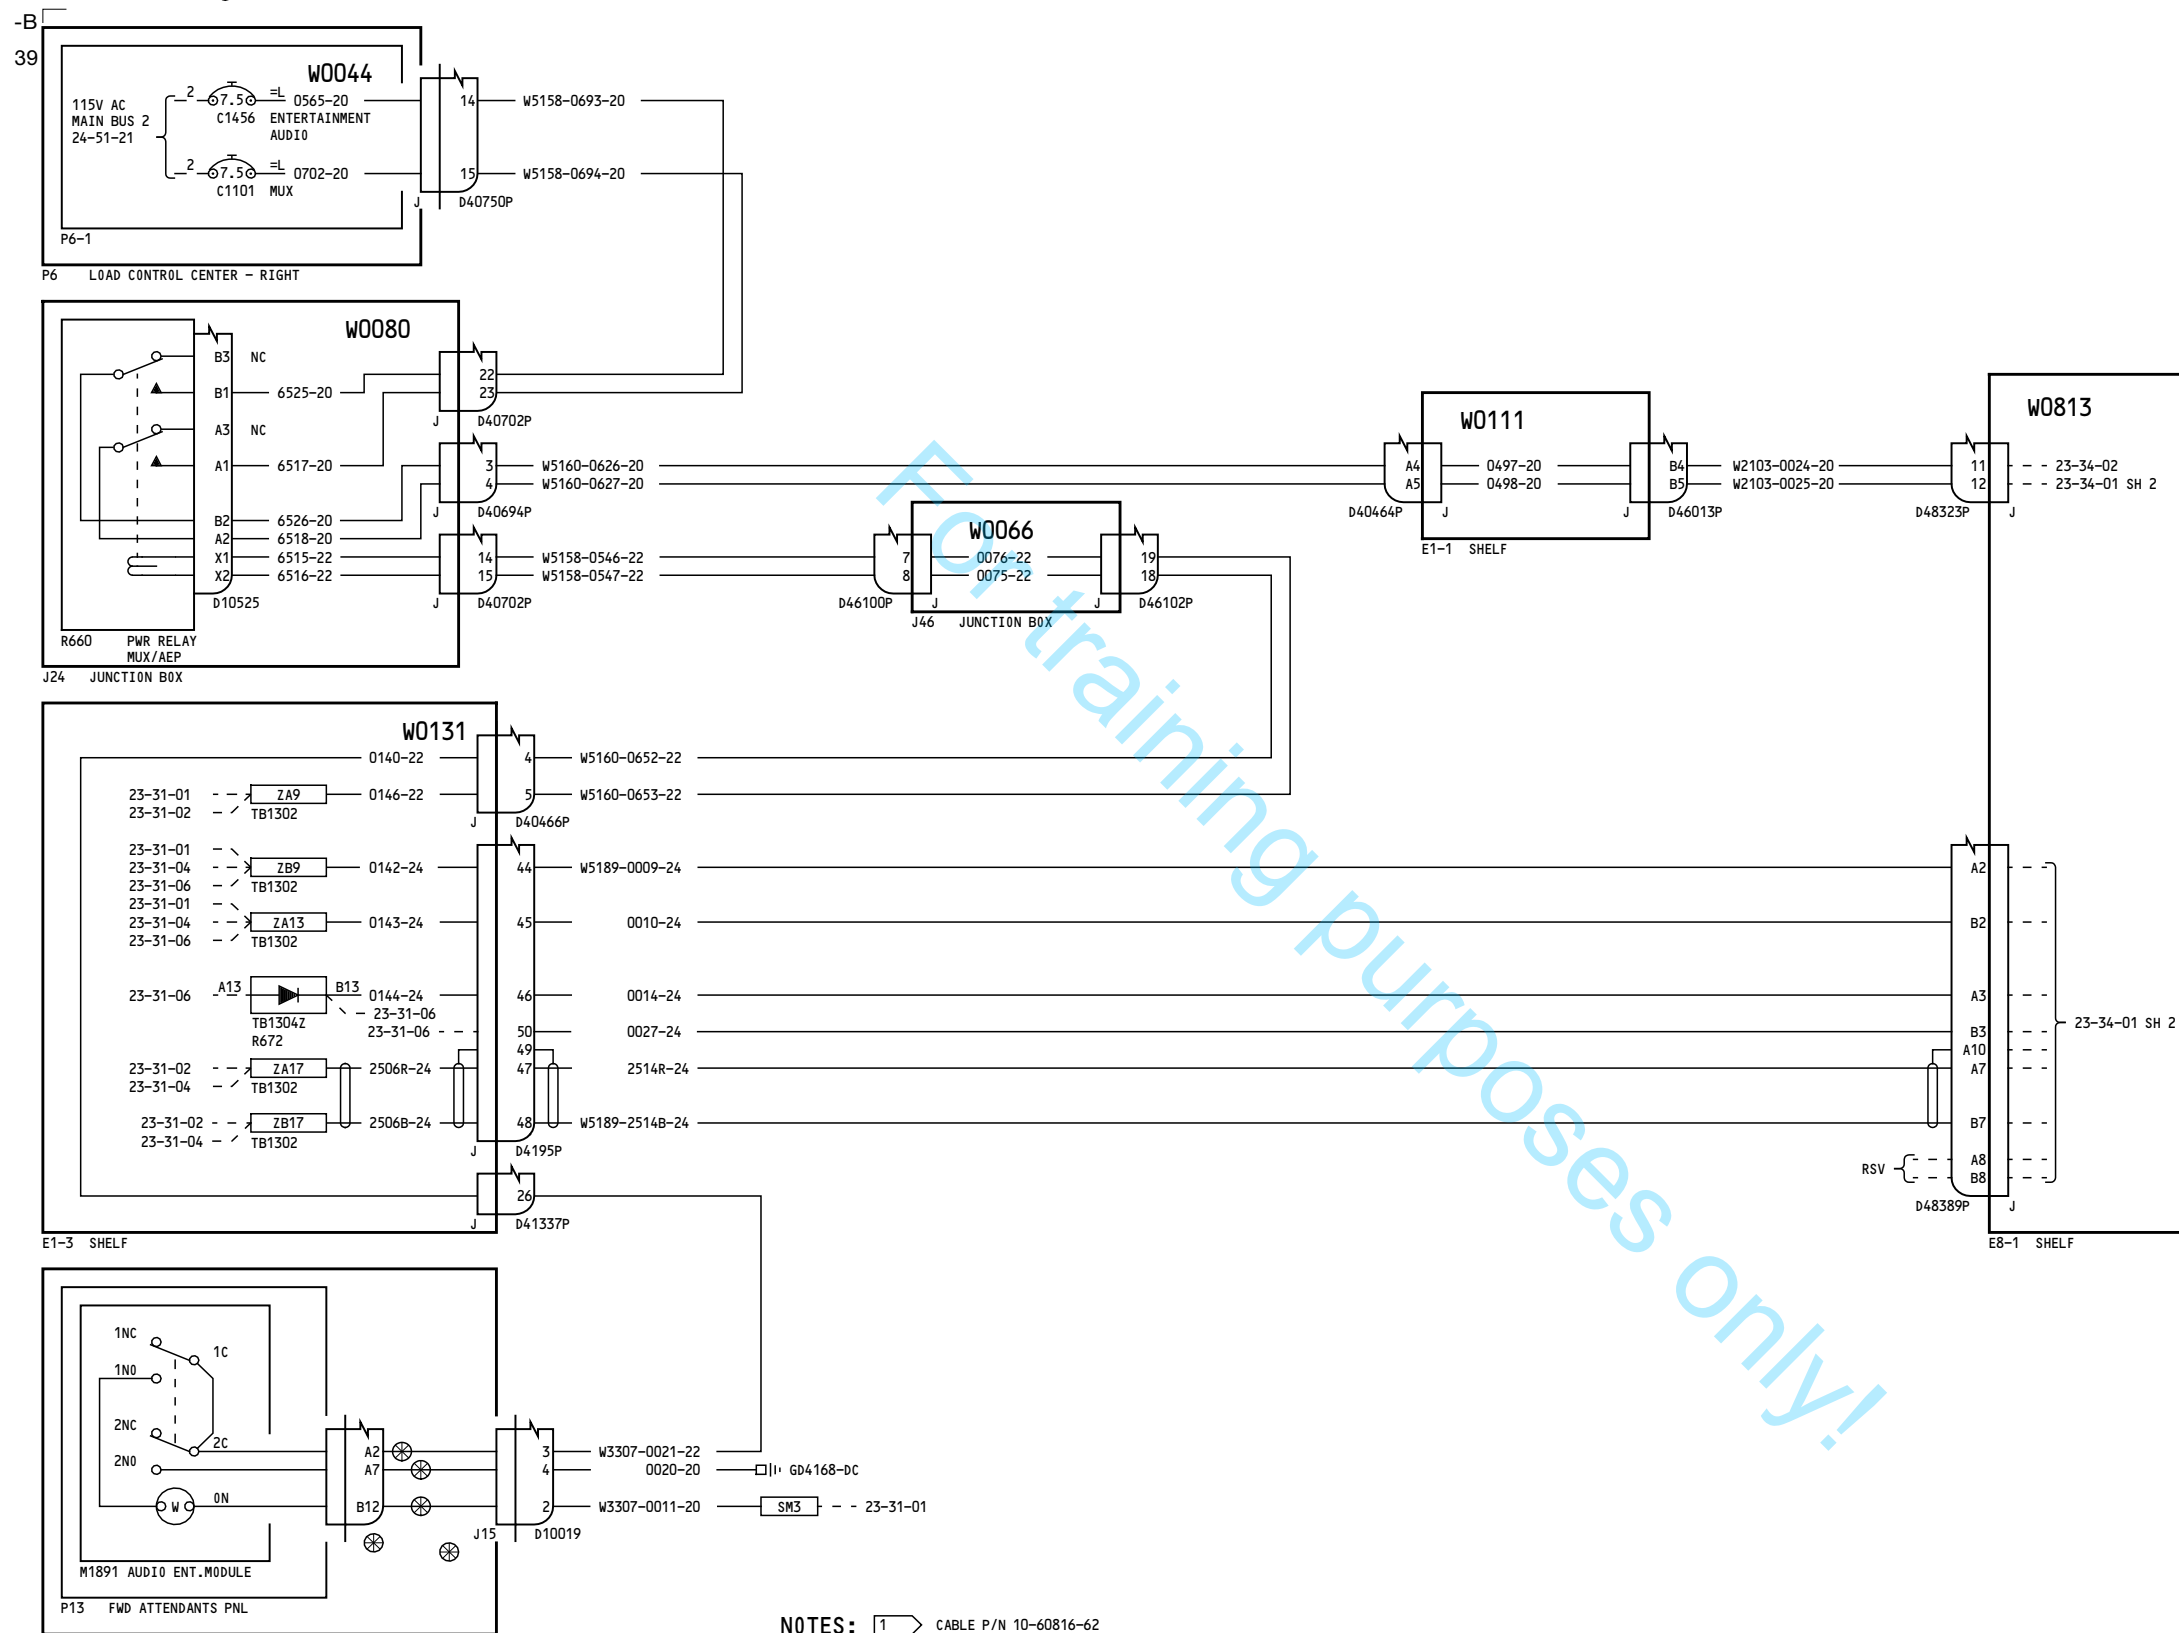 -B
39
W0044
115V AC
MAIN BUS 2
24-51-21
2 7.5 =L 0565-20
C1456 ENTERTAINMENT
AUDIO
2 7.5 =L 0702-20
C1101 MUX
14 W5158-0693-20
15 W5158-0694-20
J D40750P
P6-1
P6 LOAD CONTROL CENTER - RIGHT
W0080
B3 NC
B1 6525-20
A3 NC
A1 6517-20
B2 6526-20
A2 6518-20
X1 6515-22
X2 6516-22
D10525
22
23
J D40702P
3 W5160-0626-20
4 W5160-0627-20
J D40694P
14 W5158-0546-22
15 W5158-0547-22
J D40702P
R660 PWR RELAY
MUX/AEP
J24 JUNCTION BOX
W0066
7 0076-22 19
8 0075-22 18
D46100P J J D46102P
J46 JUNCTION BOX
W0111
A4 0497-20 B4 W2103-0024-20
A5 0498-20 B5 W2103-0025-20
D40464P J J D46013P
E1-1 SHELF
W0813
11 23-34-02
12 23-34-01 SH 2
D48323P J
W0131
0140-22 4 W5160-0652-22
23-31-01 ZA9 0146-22 5 W5160-0653-22
23-31-02 TB1302
J D40466P
23-31-01
23-31-04 ZB9 0142-24 44 W5189-0009-24 A2
23-31-06 TB1302
23-31-01
23-31-04 ZA13 0143-24 45 0010-24 B2
23-31-06 TB1302
23-31-06 A13 B13 0144-24 46 0014-24 A3
23-31-06
TB1304Z
R672
23-31-06 50 0027-24 B3
49 A10
23-31-02 ZA17 2506R-24 47 2514R-24 A7
23-31-04 TB1302
23-31-02 ZB17 2506B-24 48 W5189-2514B-24 B7
23-31-04 TB1302
J D4195P
RSV A8
B8
23-34-01 SH 2
D48389P J
E8-1 SHELF
26
J D41337P
E1-3 SHELF
1NC
1C
1NO
2NC
2C
2NO
W ON
A2 3 W3307-0021-22
A7 4 0020-20 GD4168-DC
B12 2 W3307-0011-20 SM3 23-31-01
J15 D10019
M1891 AUDIO ENT.MODULE
P13 FWD ATTENDANTS PNL
NOTES: 1 CABLE P/N 10-60816-62
For training purposes only!